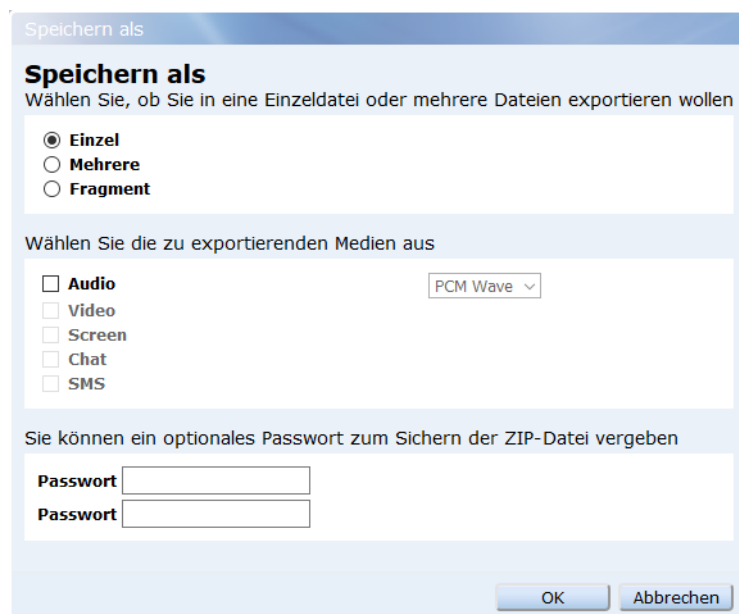 Speichern als
Speichern als
Wählen Sie, ob Sie in eine Einzeldatei oder mehrere Dateien exportieren wollen
Einzel
Mehrere
Fragment
Wählen Sie die zu exportierenden Medien aus
Audio PCM Wave
Video
Screen
Chat
SMS
Sie können ein optionales Passwort zum Sichern der ZIP-Datei vergeben
Passwort
Passwort
OK Abbrechen